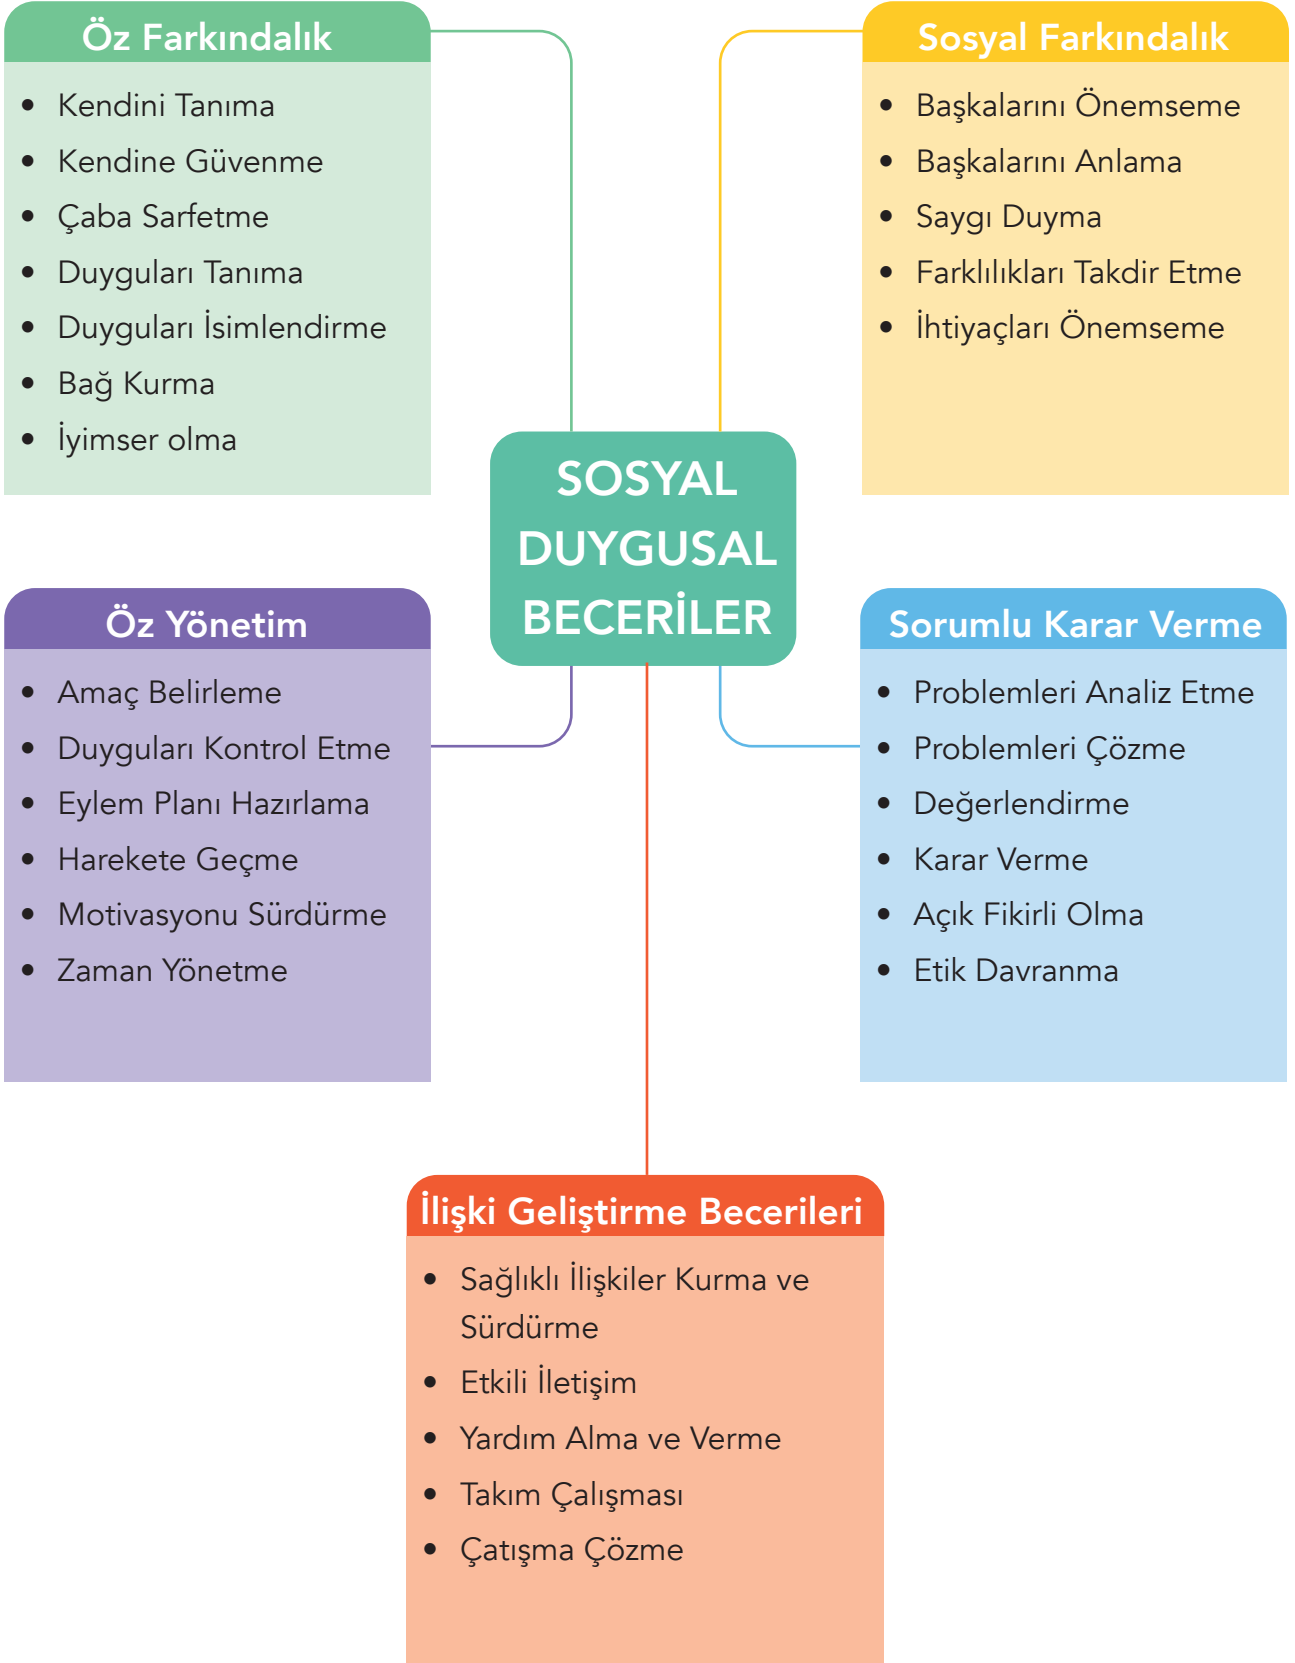 Öz Farkındalık
• Kendini Tanıma
• Kendine Güvenme
• Çaba Sarfetme
• Duyguları Tanıma
• Duyguları İsimlendirme
• Bağ Kurma
• İyimser olma
Sosyal Farkındalık
• Başkalarını Önemseme
• Başkalarını Anlama
• Saygı Duyma
• Farklılıkları Takdir Etme
• İhtiyaçları Önemseme
SOSYAL
DUYGUSAL
BECERİLER
Öz Yönetim
• Amaç Belirleme
• Duyguları Kontrol Etme
• Eylem Planı Hazırlama
• Harekete Geçme
• Motivasyonu Sürdürme
• Zaman Yönetme
Sorumlu Karar Verme
• Problemleri Analiz Etme
• Problemleri Çözme
• Değerlendirme
• Karar Verme
• Açık Fikirli Olma
• Etik Davranma
İlişki Geliştirme Becerileri
• Sağlıklı İlişkiler Kurma ve
Sürdürme
• Etkili İletişim
• Yardım Alma ve Verme
• Takım Çalışması
• Çatışma Çözme